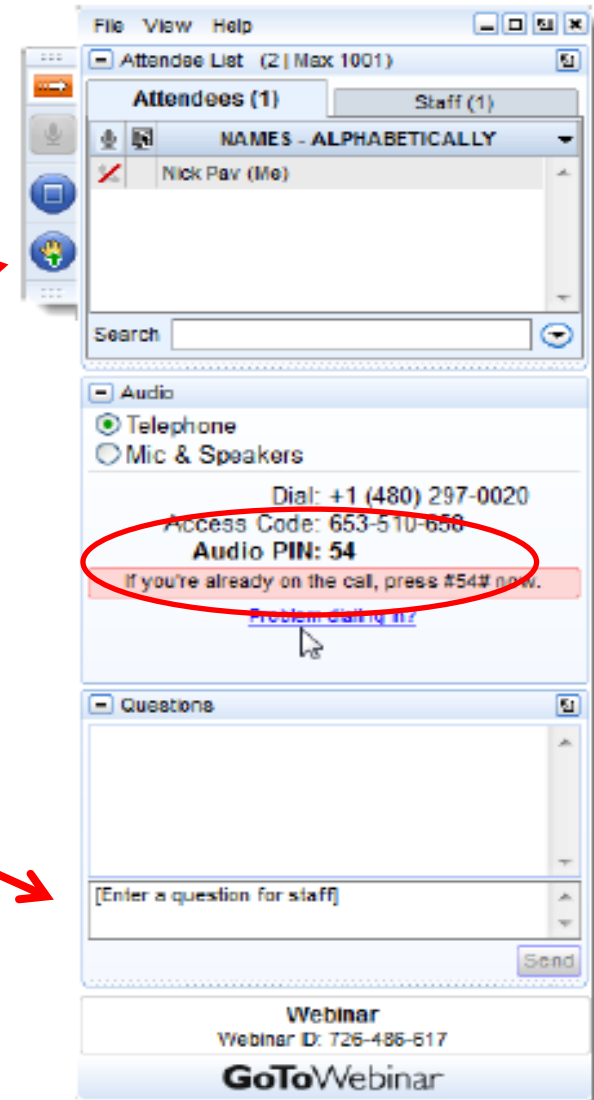 File View Help
Attendee List (2 | Max 1001)
Attendees (1) Staff (1)
NAMES - ALPHABETICALLY
Nick Pav (Me)
Search
Audio
Telephone
Mic & Speakers
Dial: +1 (480) 297-0020
Access Code: 653-510-658
Audio PIN: 54
If you're already on the call, press #54# now.
Problem dialing in?
Questions
[Enter a question for staff]
Send
Webinar
Webinar ID: 726-486-617
GoToWebinar